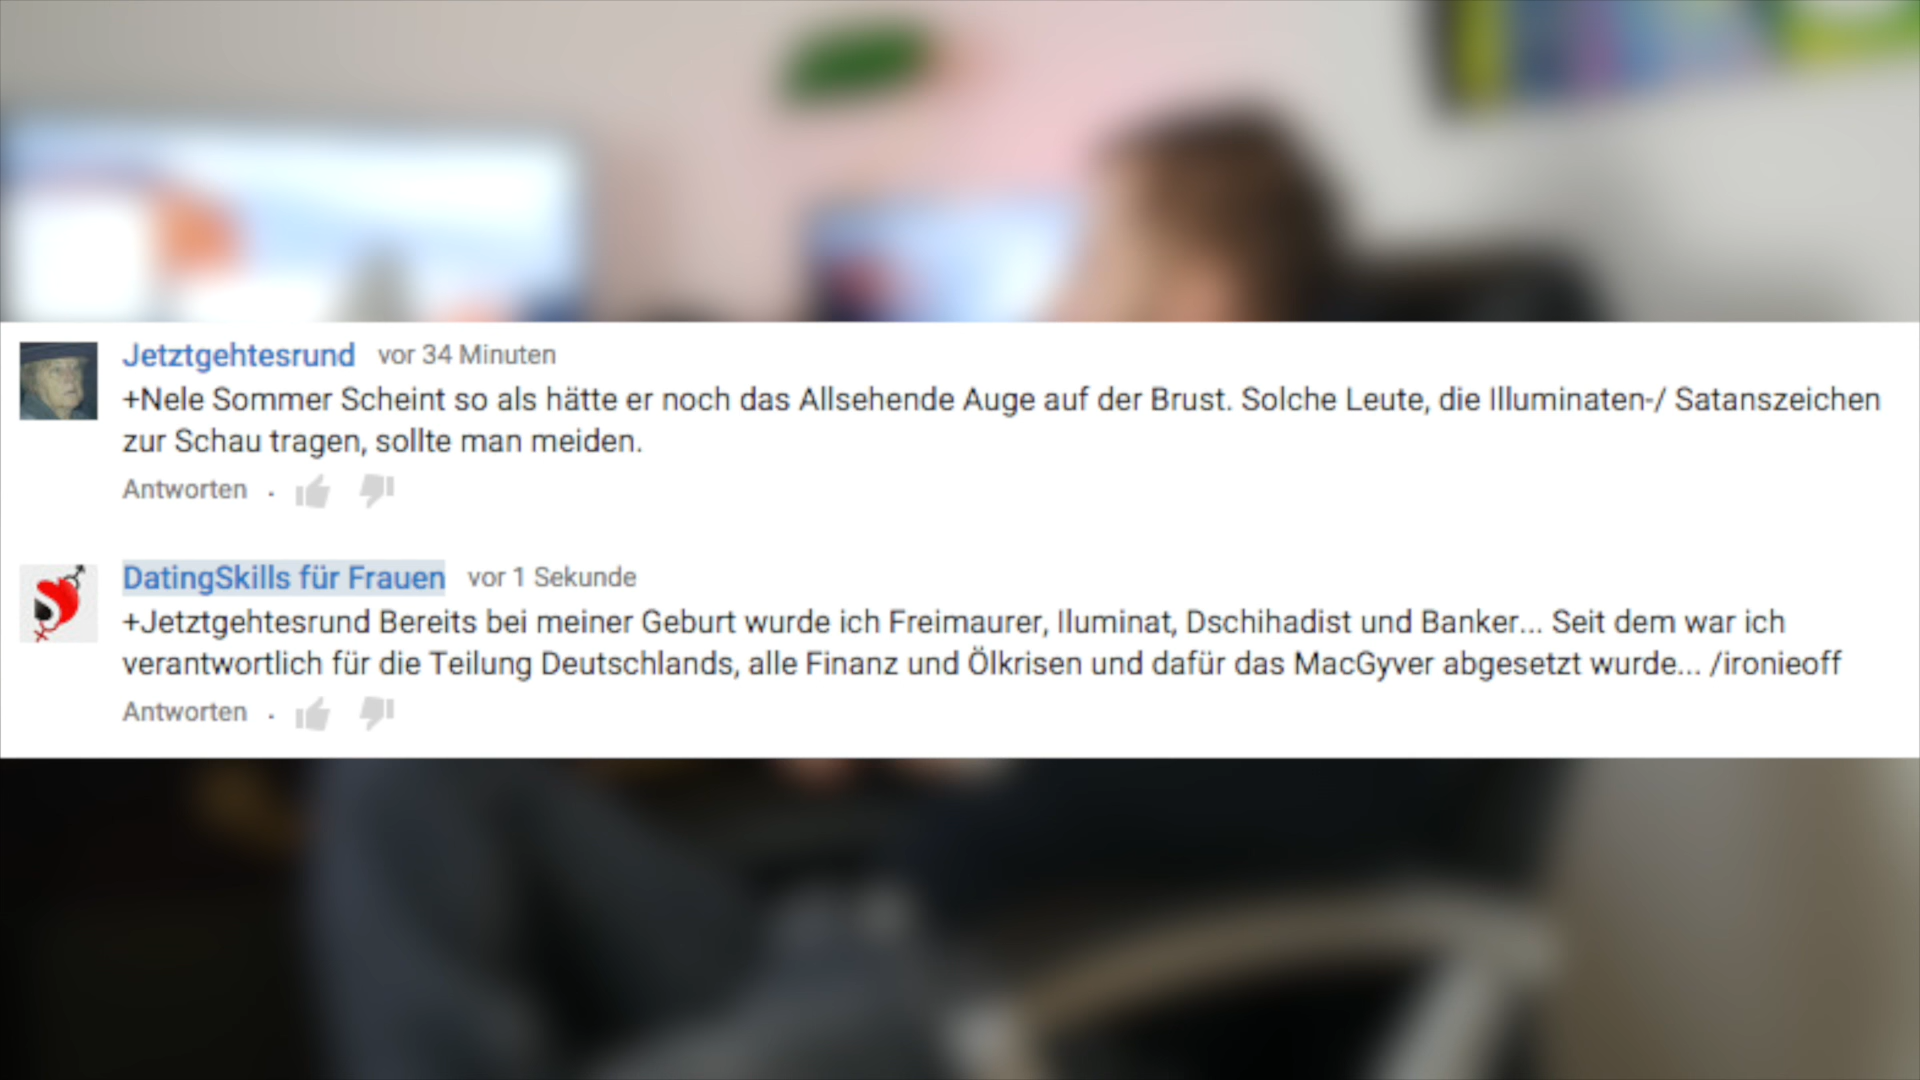 Jetztgehtesrund vor 34 Minuten
+Nele Sommer Scheint so als hätte er noch das Allsehende Auge auf der Brust. Solche Leute, die Illuminaten-/ Satanszeichen
zur Schau tragen, sollte man meiden.
Antworten .
DatingSkills für Frauen vor 1 Sekunde
+Jetztgehtesrund Bereits bei meiner Geburt wurde ich Freimaurer, Iluminat, Dschihadist und Banker... Seit dem war ich
verantwortlich für die Teilung Deutschlands, alle Finanz und Ölkrisen und dafür das MacGyver abgesetzt wurde... /ironieoff
Antworten .